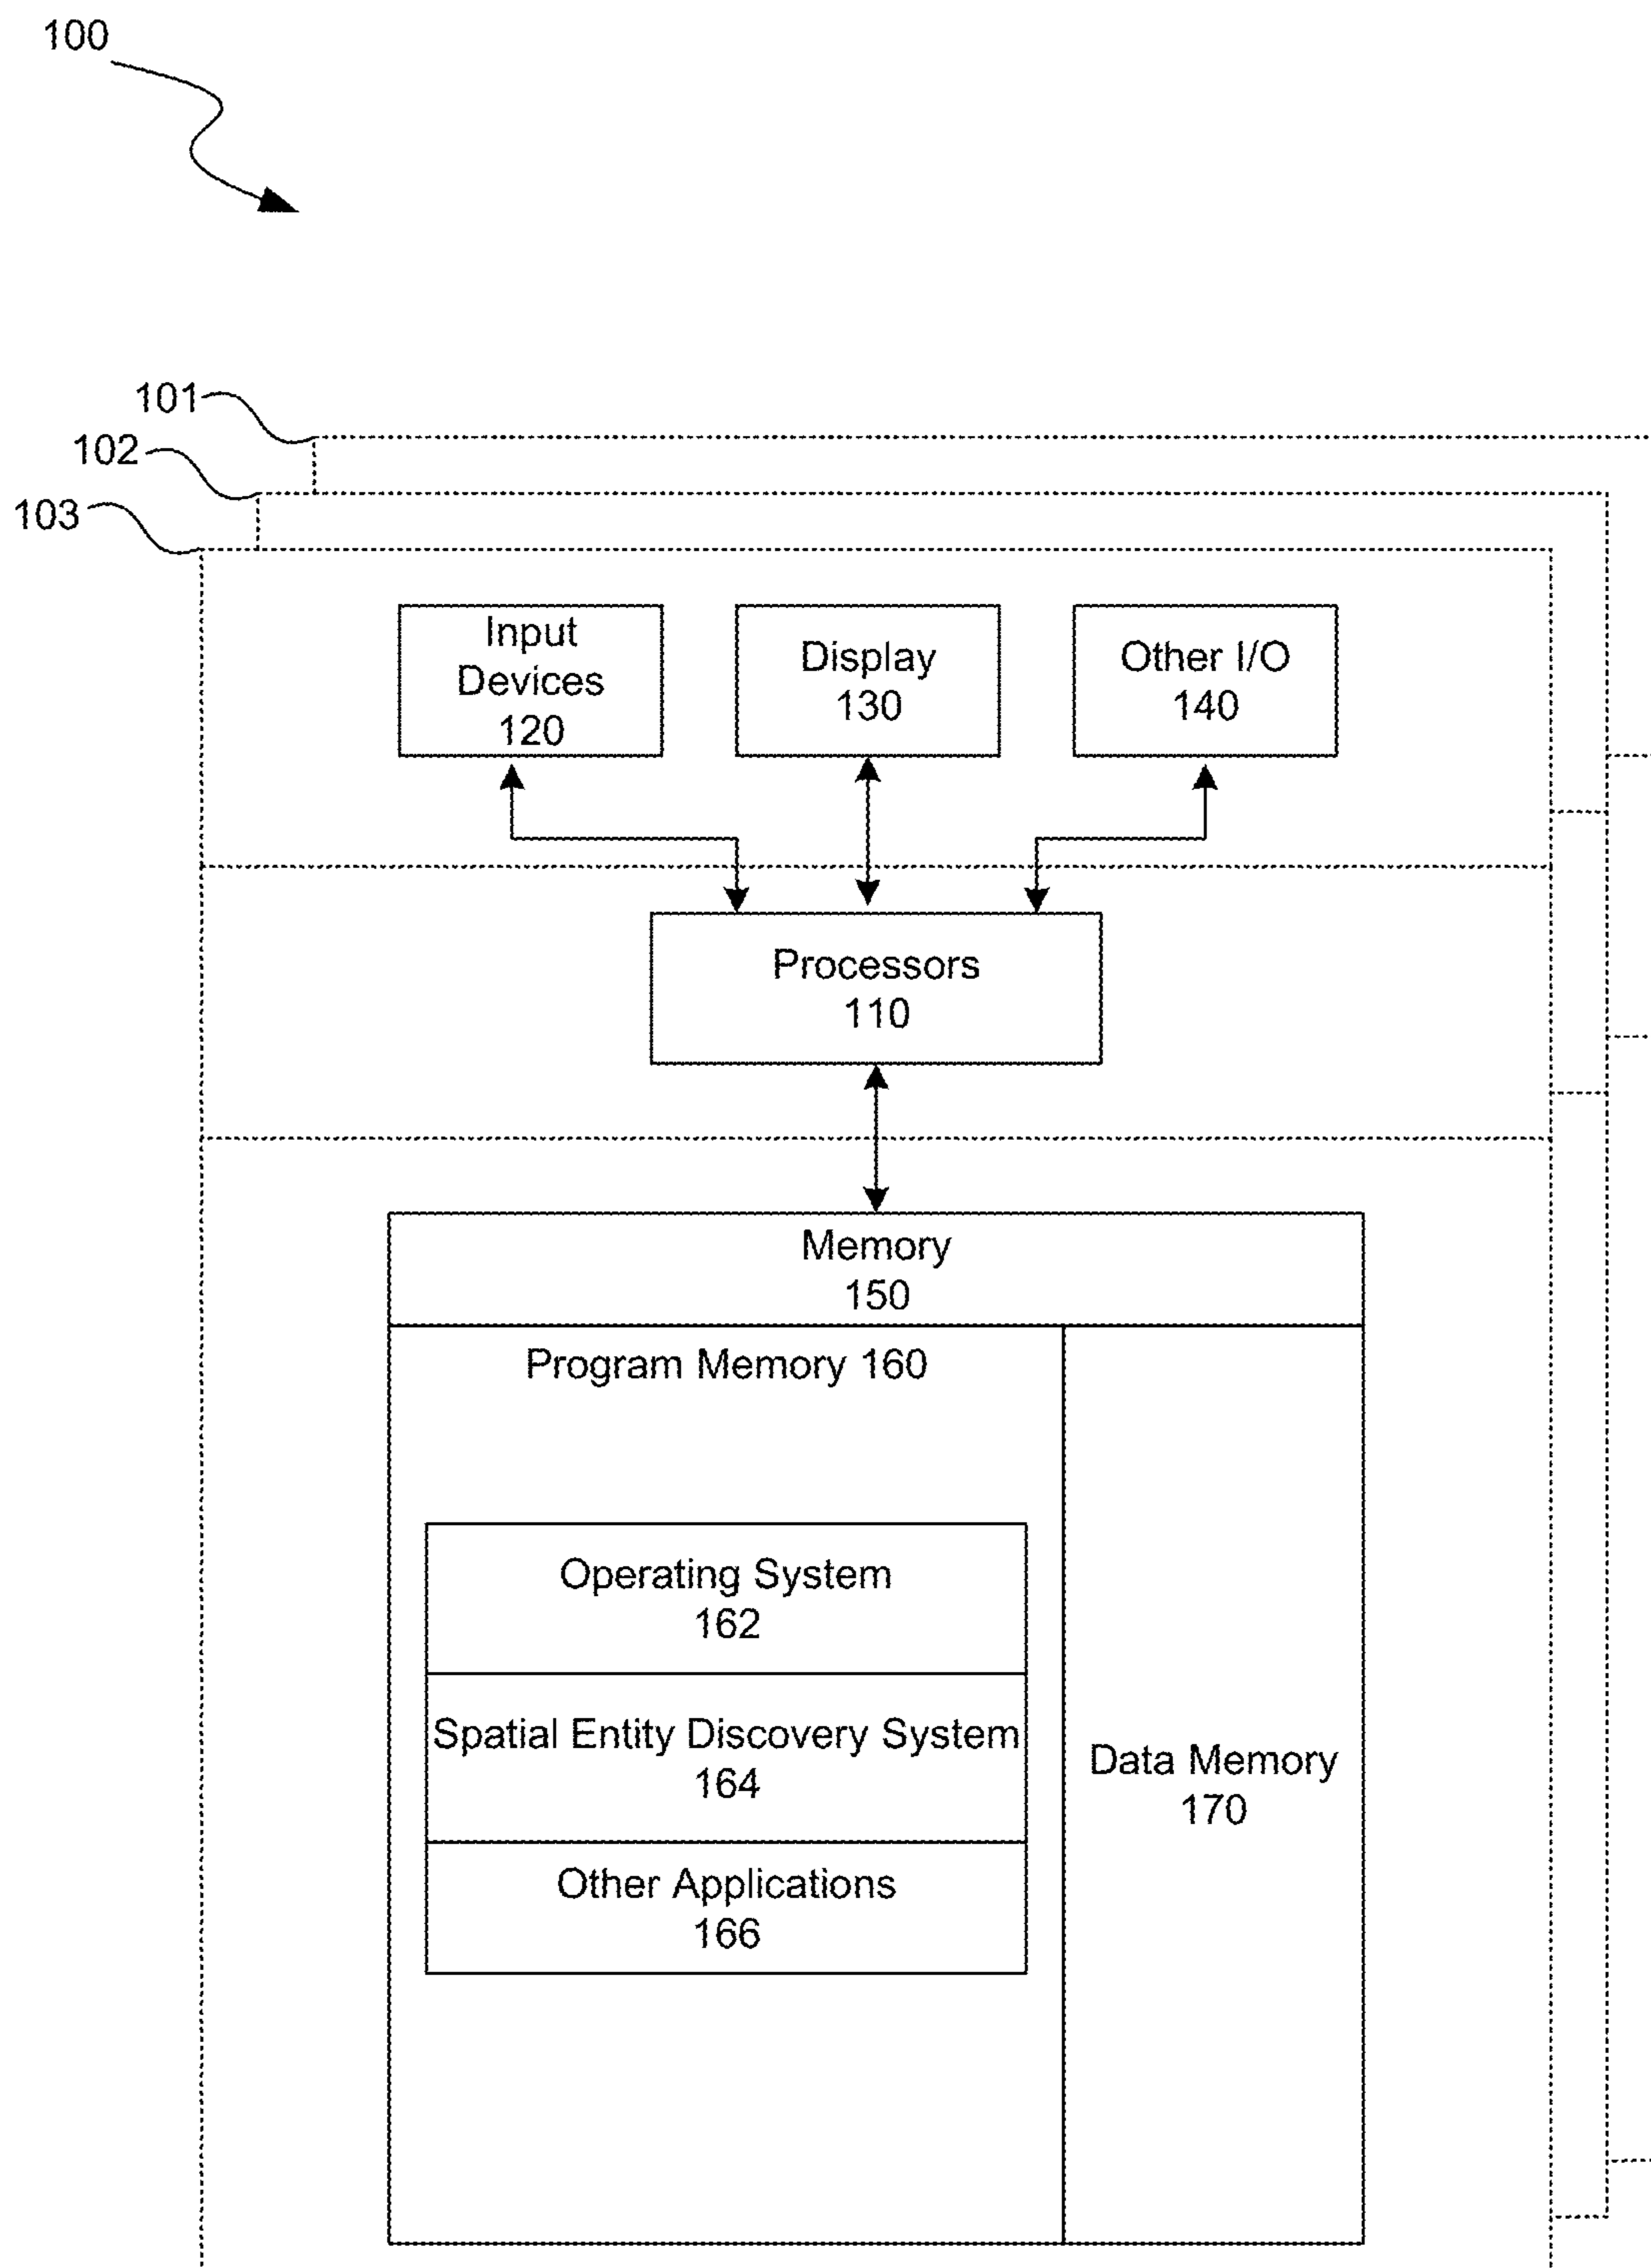 100
101
102
103
Input
Devices
120
Display
130
Other I/O
140
Processors
110
Memory
150
Program Memory 160
Operating System
162
Spatial Entity Discovery System
164
Other Applications
166
Data Memory
170